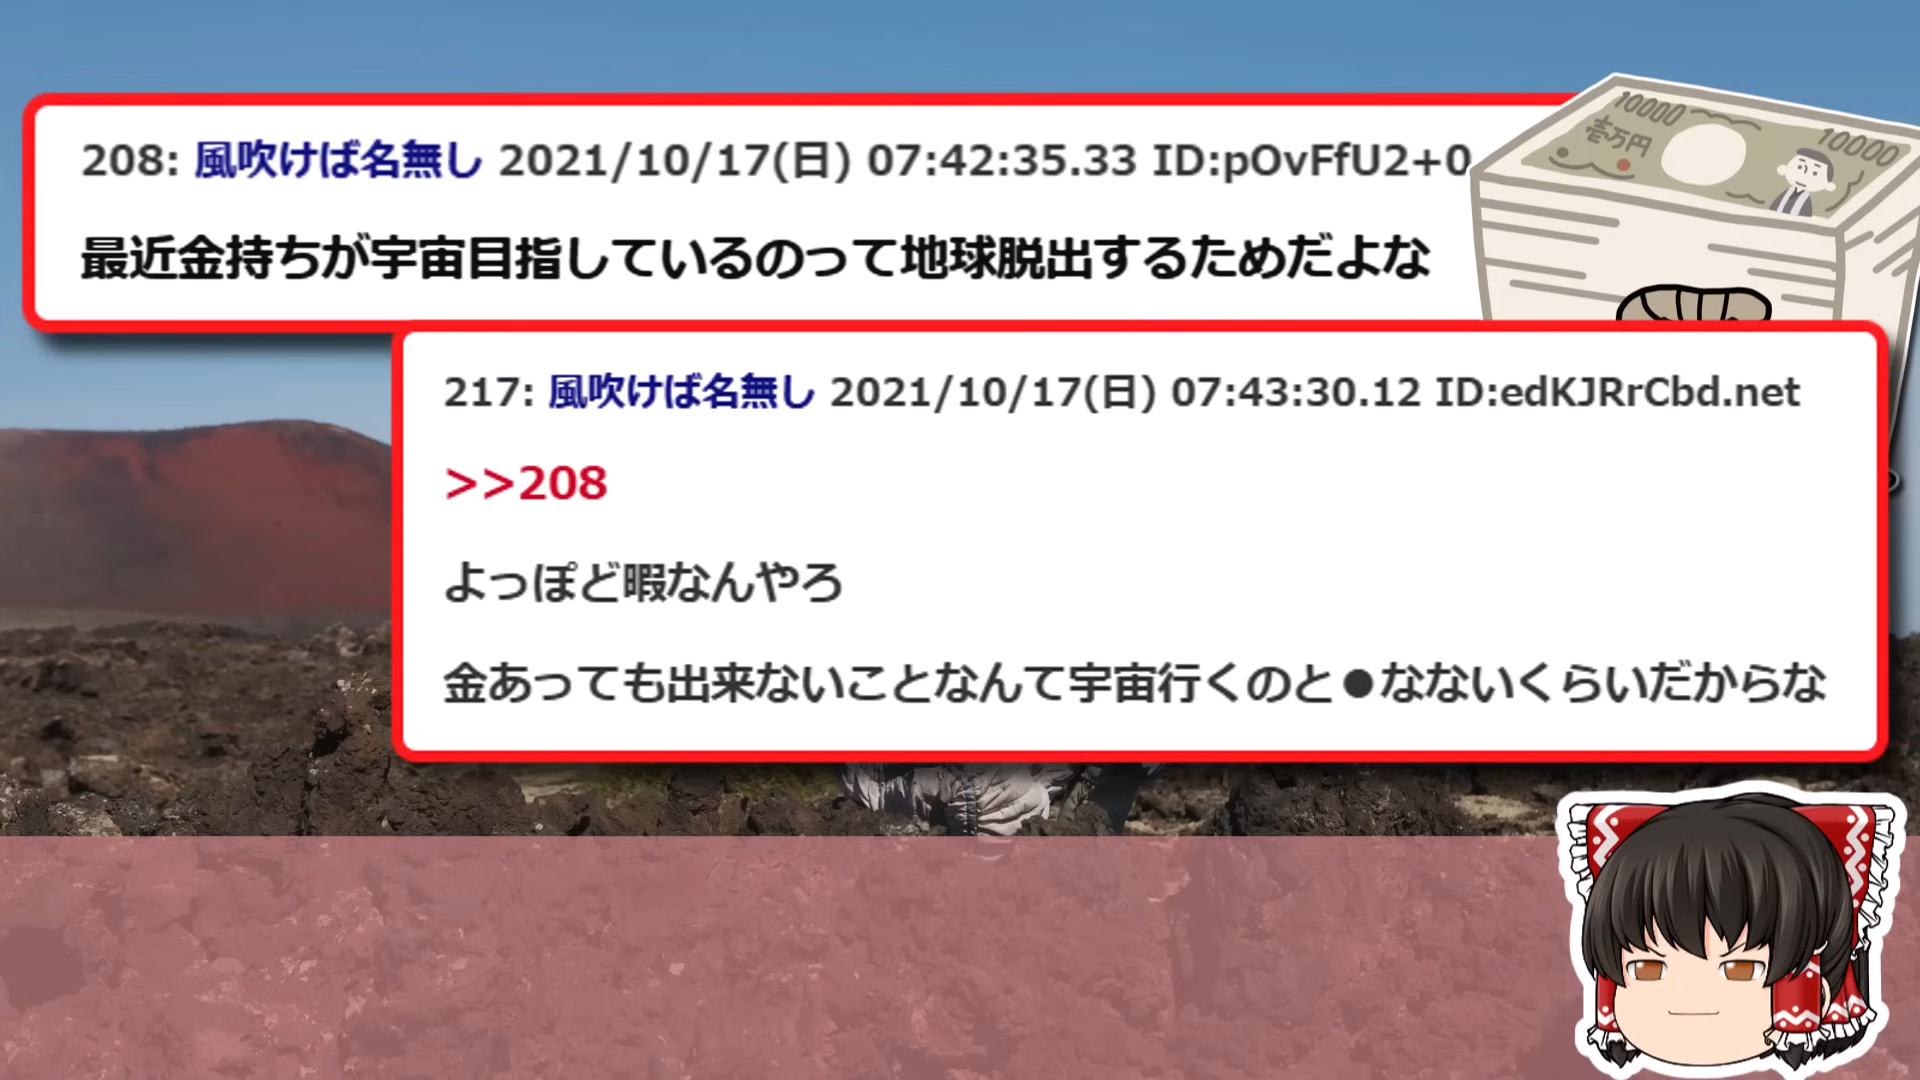 208: 風吹けば名無し 2021/10/17(日) 07:42:35.33 ID:pOvFfU2+0
最近金持ちが宇宙目指しているのって地球脱出するためだよな
10000
壱万円
10000
217: 風吹けば名無し 2021/10/17(日) 07:43:30.12 ID:edKJRrCbd.net
>>208
よっぽど暇なんやろ
金あっても出来ないことなんて宇宙行くのと●なないくらいだからな